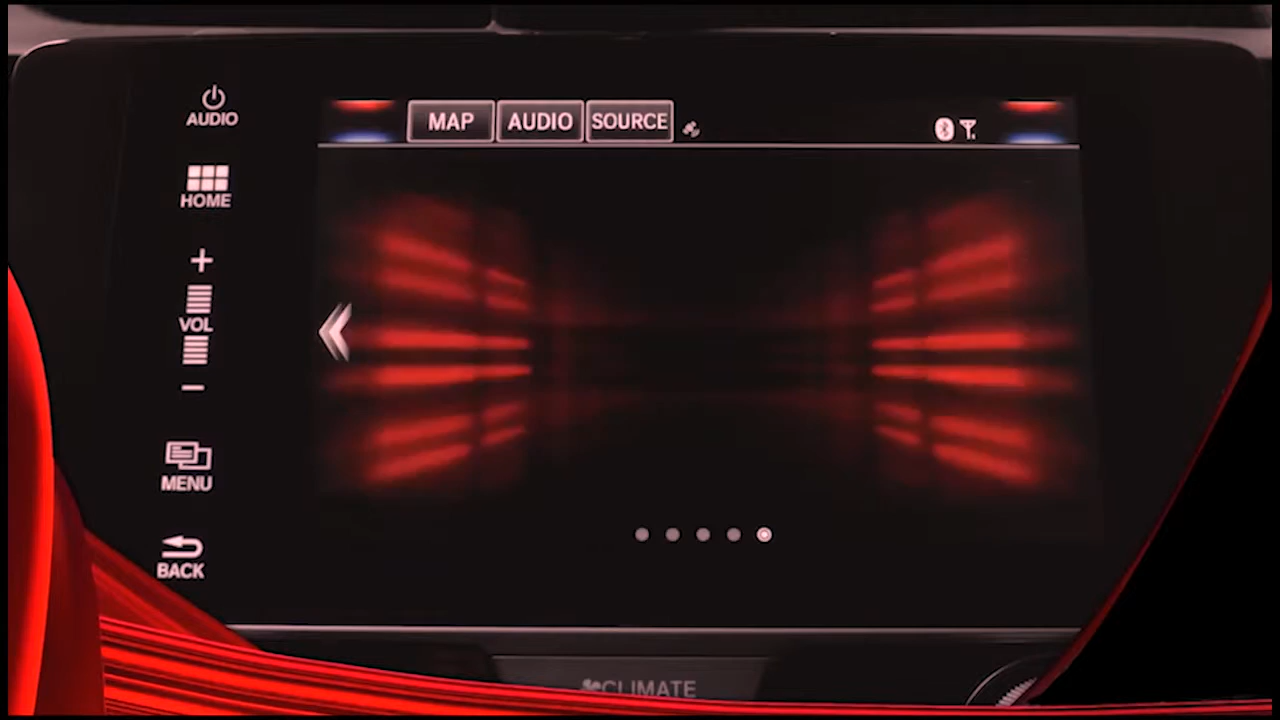 AUDIO
MAP AUDIO SOURCE
HOME
+
VOL
−
MENU
BACK
CLIMATE